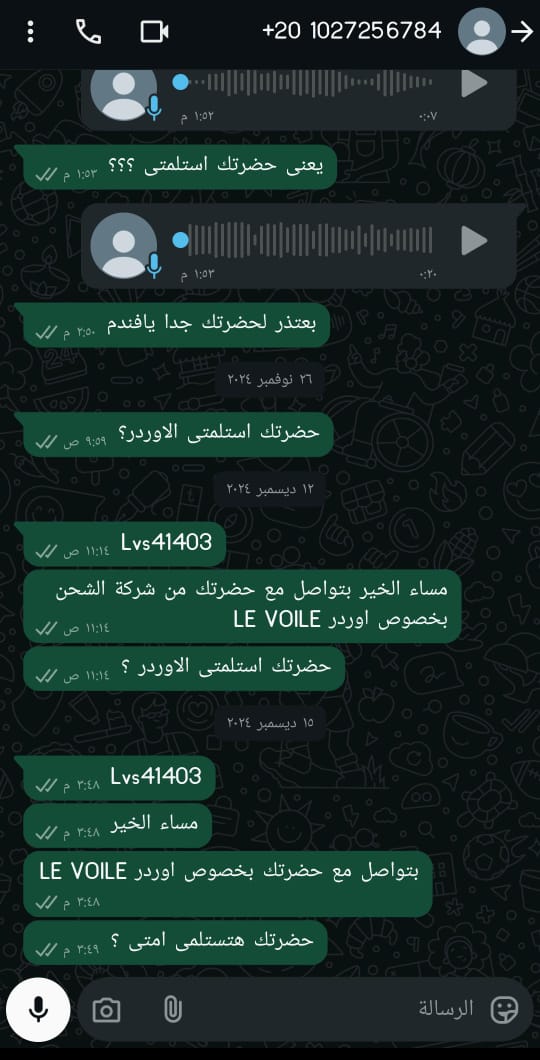 +20 1027256784
٠:٠٧
١:٥٢ م
يعنى حضرتك استلمتى ؟؟؟
١:٥٣ م
٠:٢٠
١:٥٣ م
بعتذر لحضرتك جدا يافندم
٢:٥٠ م
٢٦ نوفمبر ٢٠٢٤
حضرتك استلمتى الاوردر؟
٩:٥٩ ص
١٢ ديسمبر ٢٠٢٤
Lvs41403
١١:١٤ ص
مساء الخير بتواصل مع حضرتك من شركة الشحن
بخصوص اوردر LE VOILE
١١:١٤ ص
حضرتك استلمتى الاوردر ؟
١١:١٤ ص
١٥ ديسمبر ٢٠٢٤
Lvs41403
٣:٤٨ م
مساء الخير
٣:٤٨ م
بتواصل مع حضرتك بخصوص اوردر LE VOILE
٣:٤٨ م
حضرتك هتستلمى امتى ؟
٣:٤٩ م
الرسالة